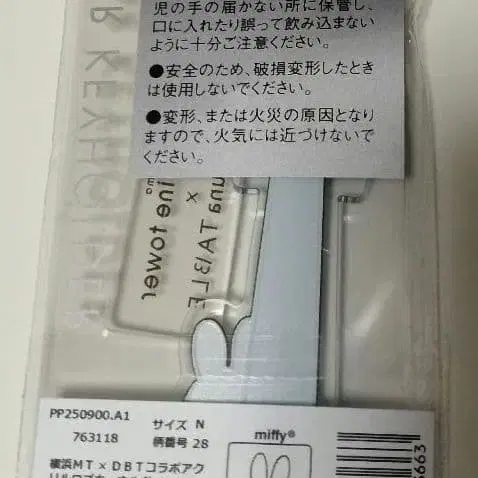 児の手の届かない所に保管し、
口に入れたり誤って飲み込まない
ように十分ご注意ください。
●安全のため、破損変形したとき
は使用しないでください。
●変形、または火災の原因となり
ますので、火気には近づけないで
ください。
R KEYHOLDER
una TABLE
×
ine tower
PP250900.A1
サイズ N
763118
柄番号 28
miffy®
横浜MT×DBTコラボアク